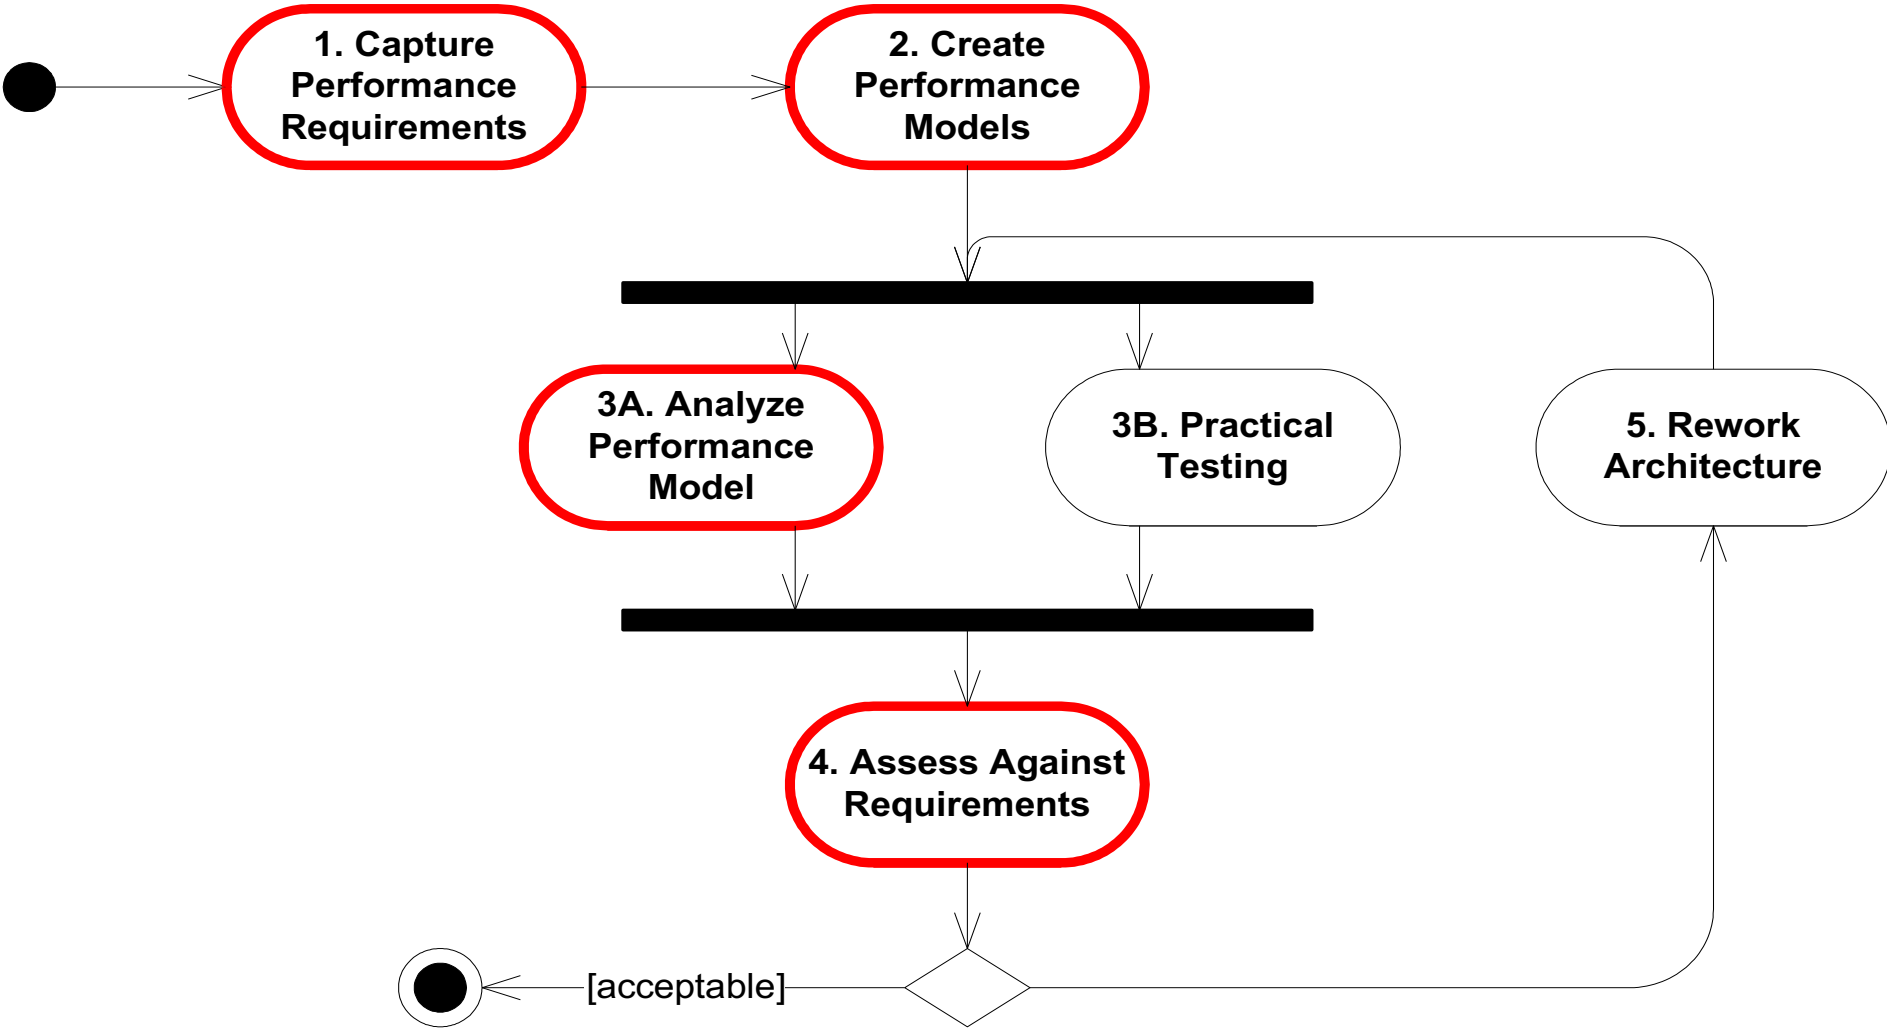 1. Capture
Performance
Requirements
2. Create
Performance
Models
3A. Analyze
Performance
Model
3B. Practical
Testing
5. Rework
Architecture
4. Assess Against
Requirements
[acceptable]